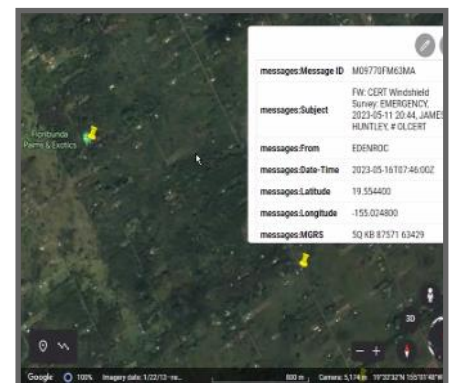 messages:Message ID M09770FM63MA
messages:Subject FW: CERT Windshield
Survey: EMERGENCY,
2023-05-11 20:44, JAMES
HUNTLEY, # OLCERT
messages:From EDENROC
messages:Date-Time 2023-05-16T07:46:00Z
messages:Latitude 19.554400
messages:Longitude -155.024800
messages:MGRS 5Q KB 87571 63429
Floribunda
Palms & Exotics
3D
Google 100% Imagery date: 1/22/13-ne... 800 m Camera: 5,174 m